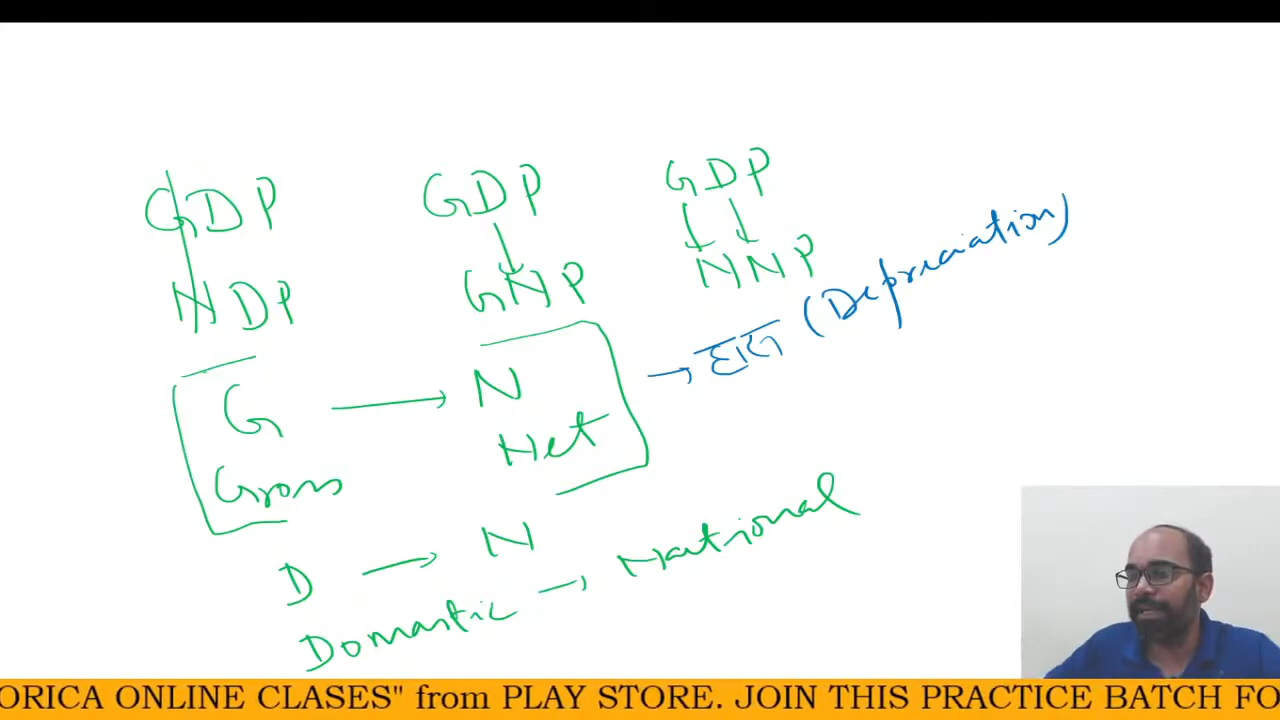 GDP GDP GDP
NDP GNP NNP
G → N → हास (Depreciation)
Gross Net
D → N
Domastic → National
ORICA ONLINE CLASES" from PLAY STORE. JOIN THIS PRACTICE BATCH FO